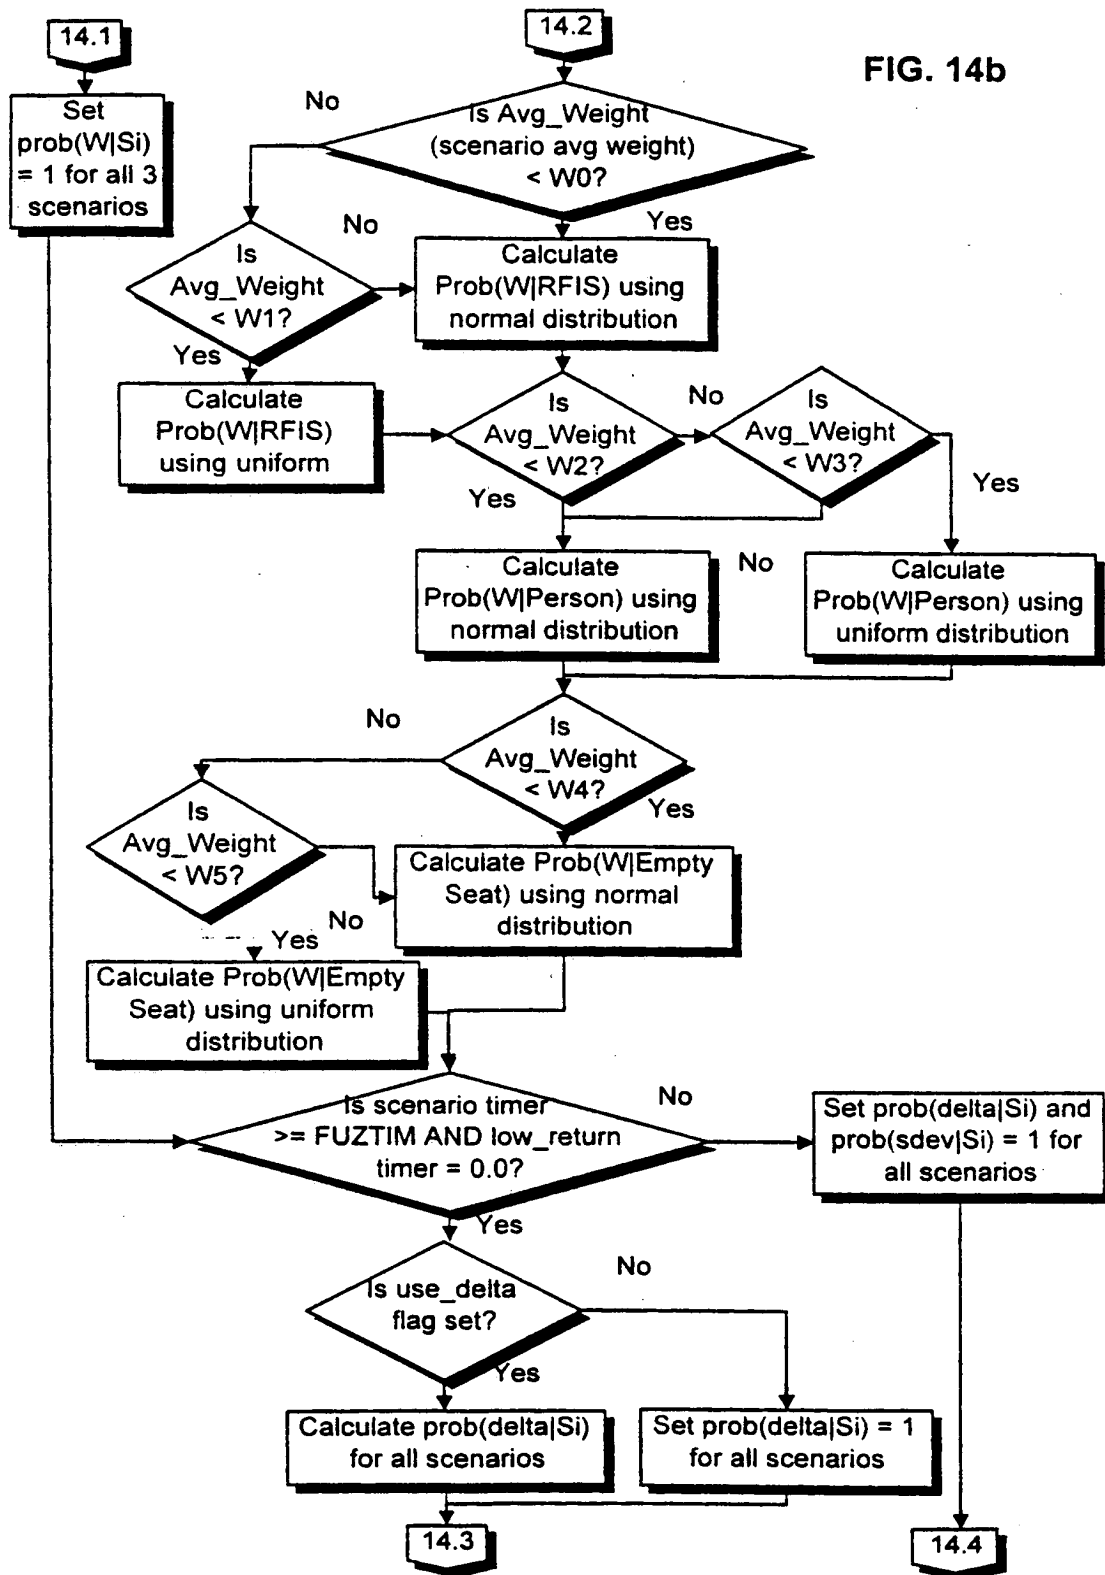 14.1
14.2
FIG. 14b
Set
prob(W|Si)
= 1 for all 3
scenarios
No
Is Avg_Weight
(scenario avg weight)
< W0?
Yes
Is
Avg_Weight
< W1?
No
Yes
Calculate
Prob(W|RFIS) using
normal distribution
Calculate
Prob(W|RFIS)
using uniform
Is
Avg_Weight
< W2?
No
Yes
Is
Avg_Weight
< W3?
Yes
No
Calculate
Prob(W|Person) using
normal distribution
Calculate
Prob(W|Person) using
uniform distribution
Is
Avg_Weight
< W4?
No
Yes
Is
Avg_Weight
< W5?
No
Yes
Calculate Prob(W|Empty
Seat) using normal
distribution
Calculate Prob(W|Empty
Seat) using uniform
distribution
Is scenario timer
>= FUZTIM AND low_return
timer = 0.0?
No
Yes
Set prob(delta|Si) and
prob(sdev|Si) = 1 for
all scenarios
Is use_delta
flag set?
No
Yes
Calculate prob(delta|Si)
for all scenarios
Set prob(delta|Si) = 1
for all scenarios
14.3
14.4